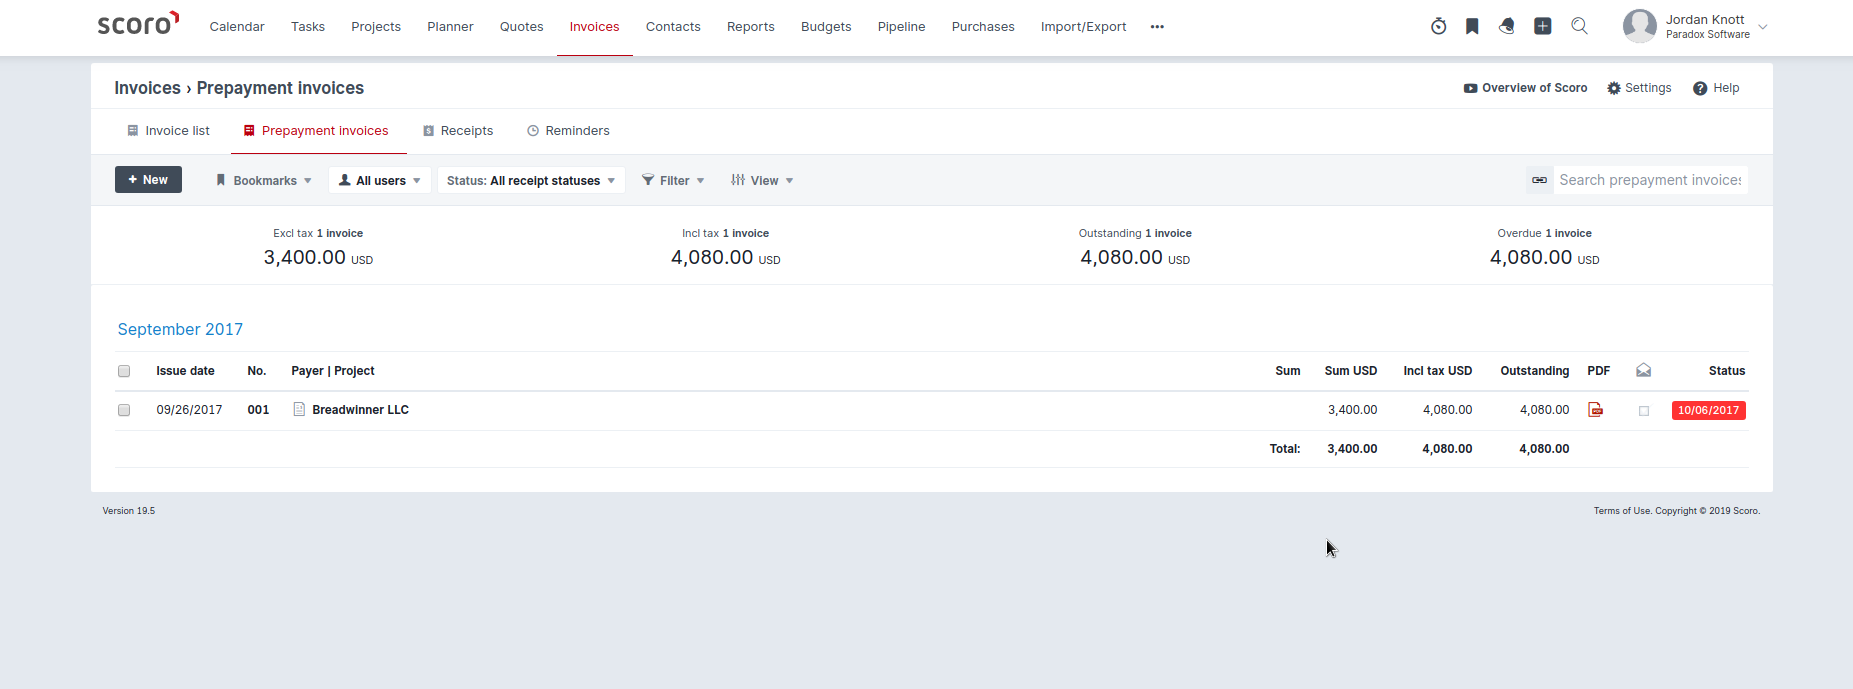 scoro Calendar Tasks Projects Planner Quotes Invoices Contacts Reports Budgets Pipeline Purchases Import/Export ••• Jordan Knott
Paradox Software
Invoices › Prepayment invoices Overview of Scoro Settings Help
Invoice list Prepayment invoices Receipts Reminders
+ New Bookmarks All users Status: All receipt statuses Filter View Search prepayment invoices
Excl tax 1 invoice Incl tax 1 invoice Outstanding 1 invoice Overdue 1 invoice
3,400.00 USD 4,080.00 USD 4,080.00 USD 4,080.00 USD
September 2017
Issue date No. Payer | Project Sum Sum USD Incl tax USD Outstanding PDF Status
09/26/2017 001 Breadwinner LLC 3,400.00 4,080.00 4,080.00 10/06/2017
Total: 3,400.00 4,080.00 4,080.00
Version 19.5 Terms of Use. Copyright © 2019 Scoro.